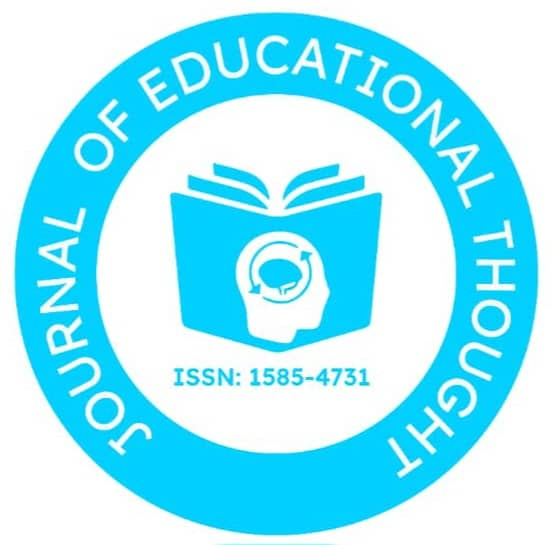 JOURNAL OF EDUCATIONAL THOUGHT
ISSN: 1585-4731